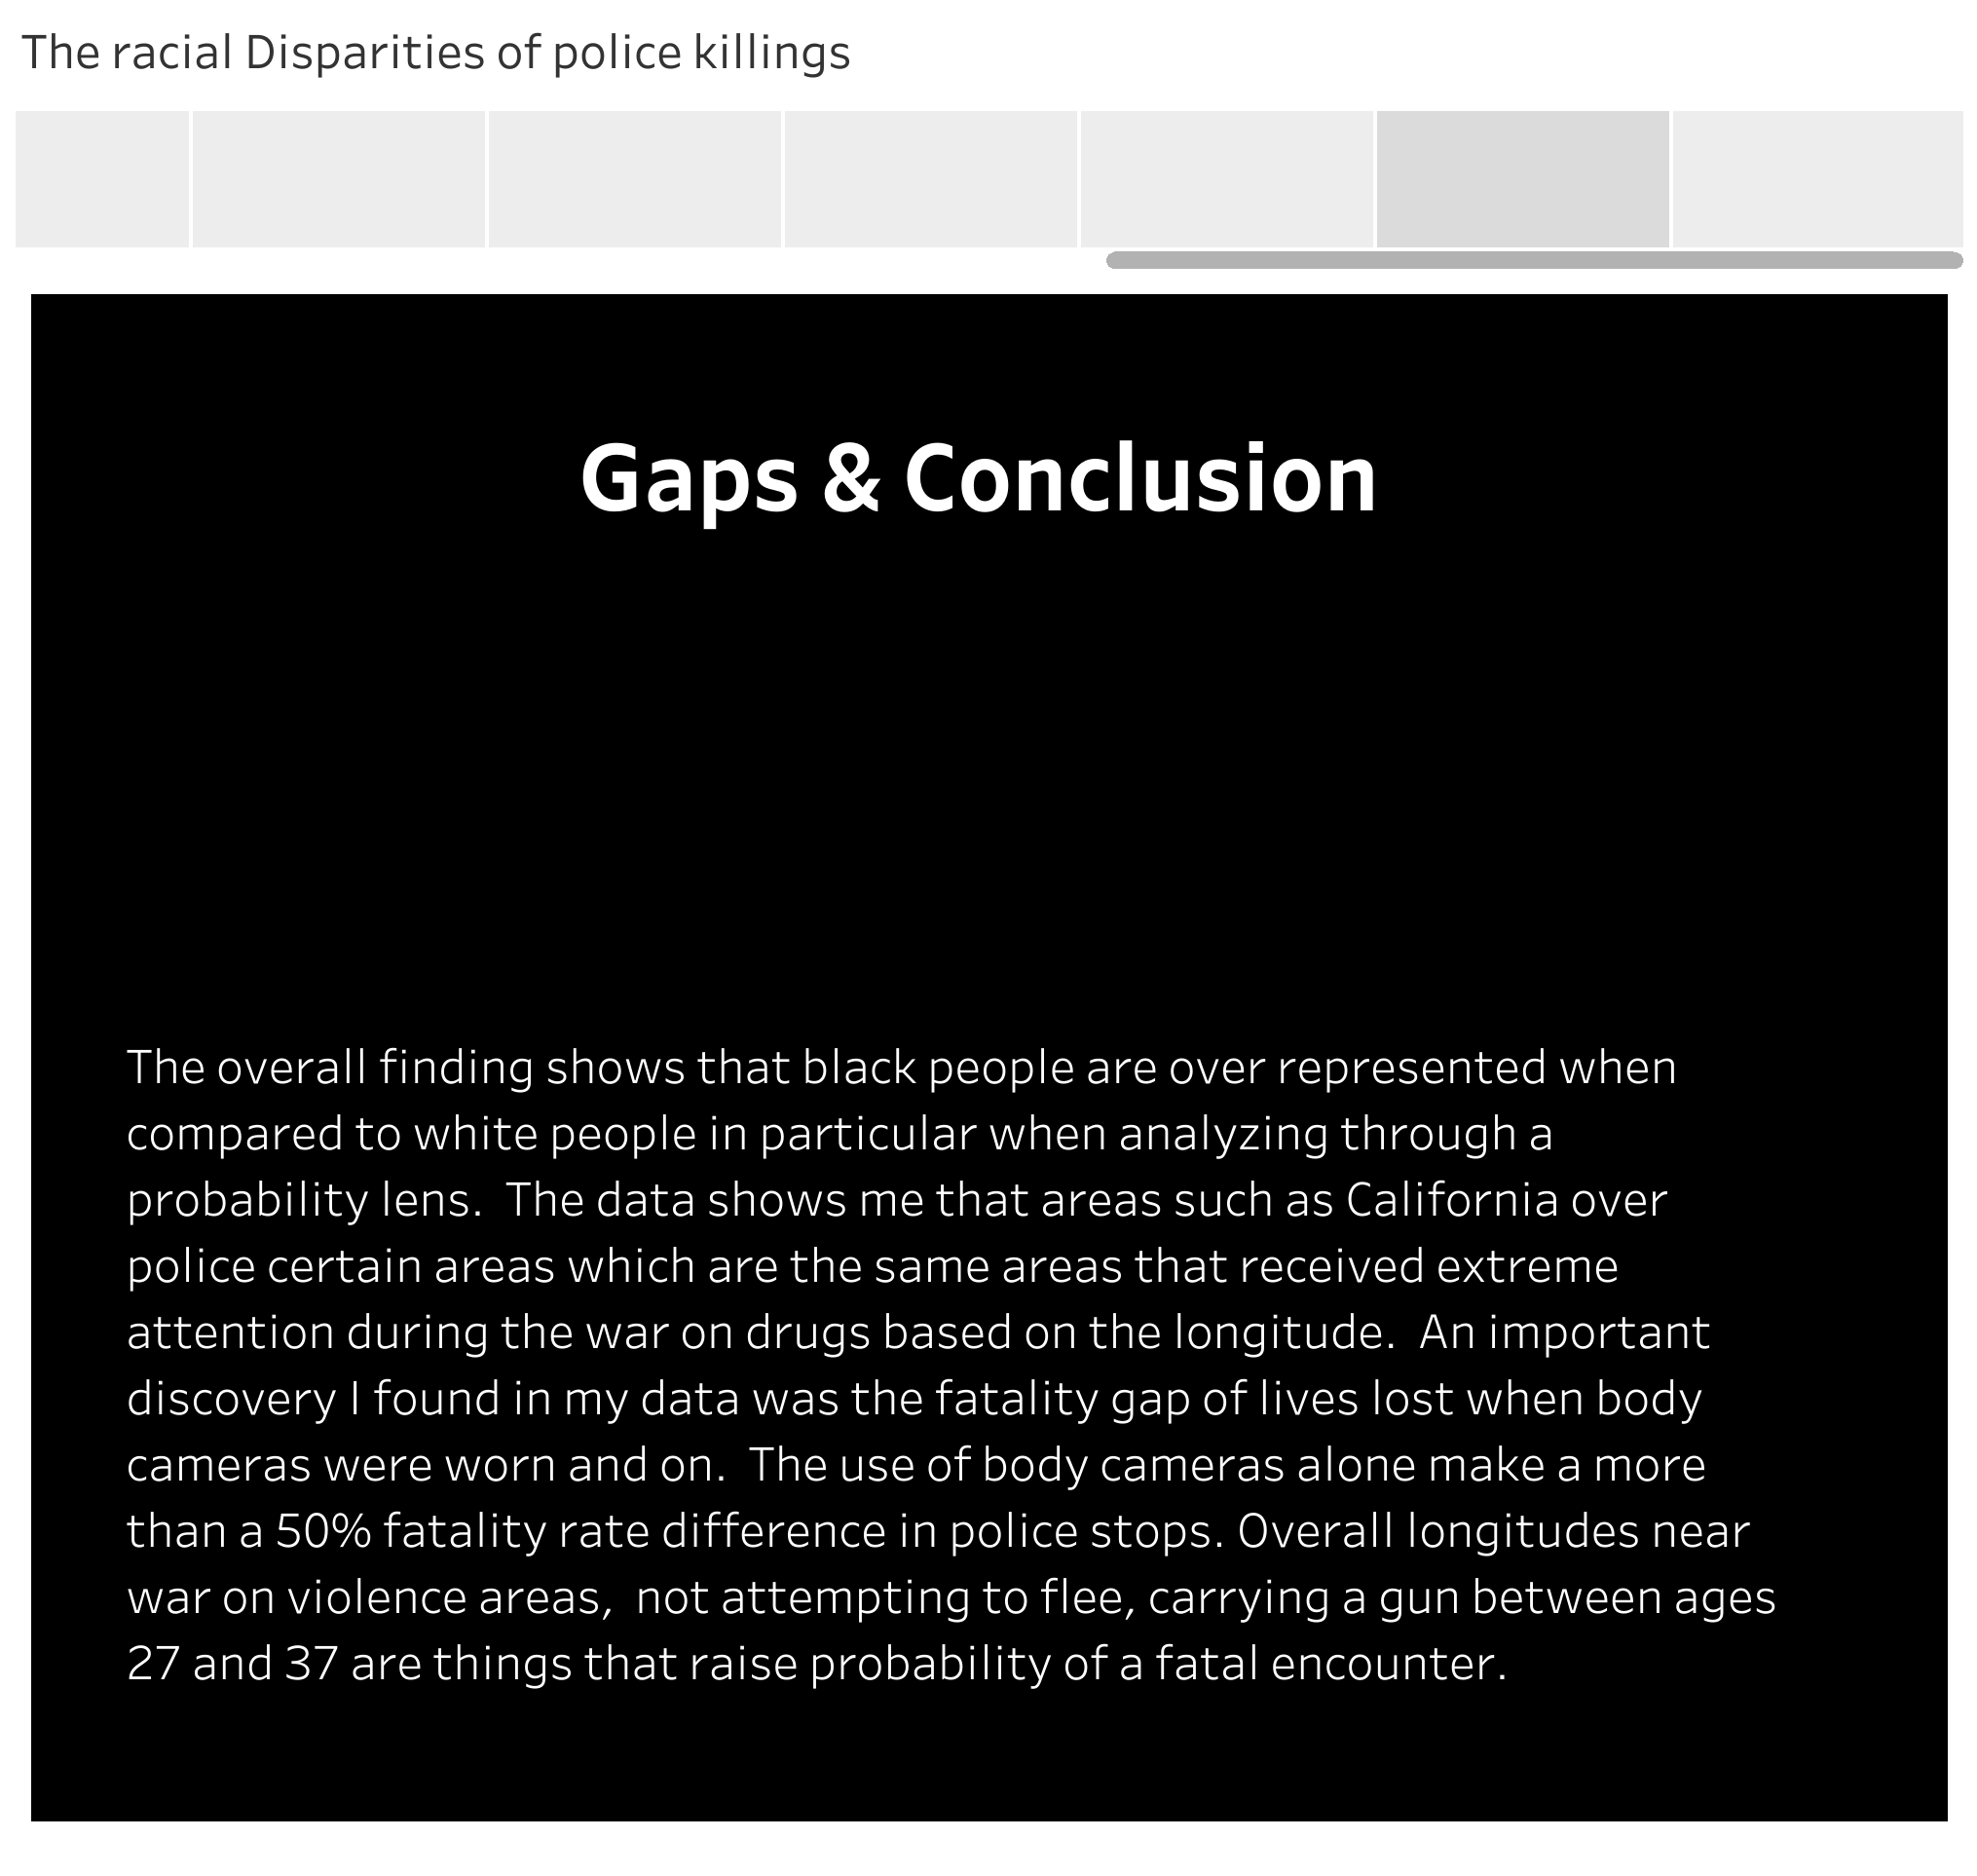 The racial Disparities of police killings
Gaps & Conclusion
The overall finding shows that black people are over represented when
compared to white people in particular when analyzing through a
probability lens.  The data shows me that areas such as California over
police certain areas which are the same areas that received extreme
attention during the war on drugs based on the longitude.  An important
discovery I found in my data was the fatality gap of lives lost when body
cameras were worn and on.  The use of body cameras alone make a more
than a 50% fatality rate difference in police stops. Overall longitudes near
war on violence areas,  not attempting to flee, carrying a gun between ages
27 and 37 are things that raise probability of a fatal encounter.